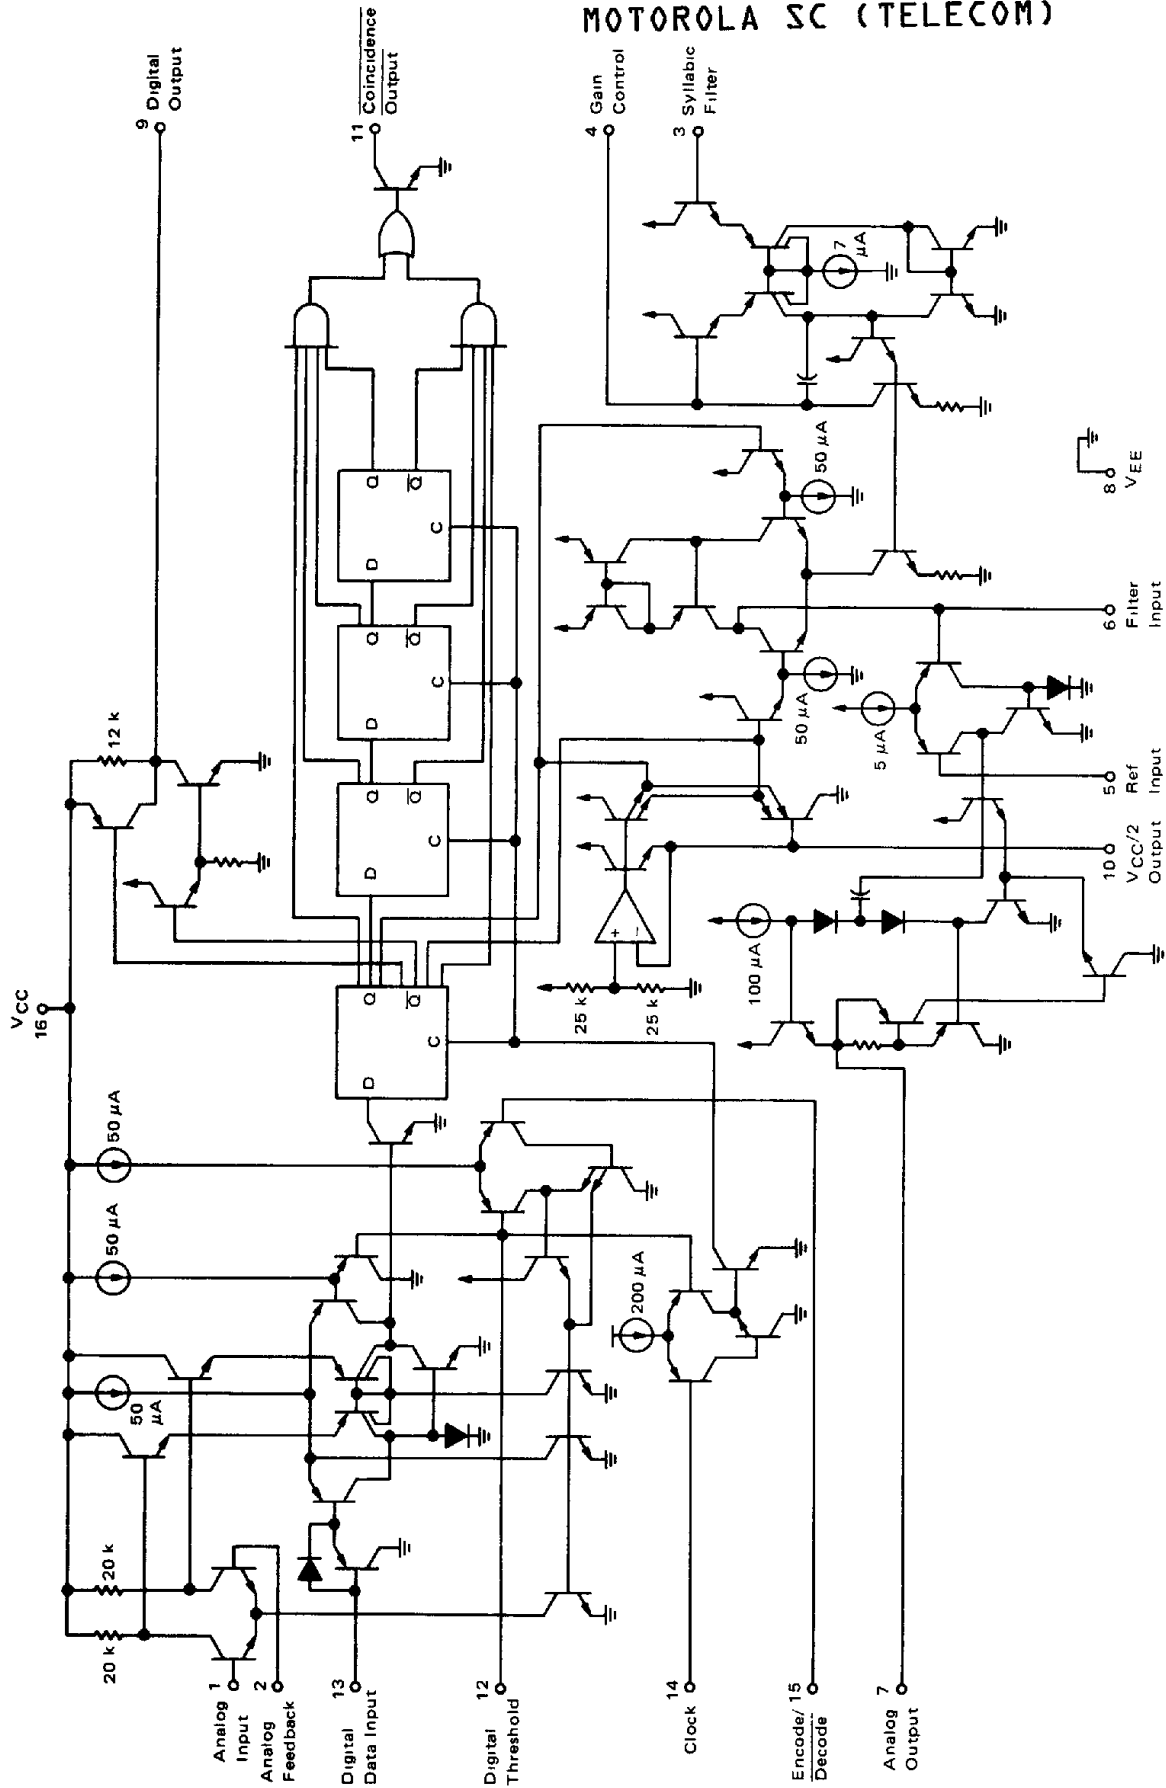 MOTOROLA SC (TELECOM)
VCC
16
9 Digital
Output
11 Coincidence
Output
4 Gain
Control
3 Syllabic
Filter
8
VEE
6
Filter
Input
5
Ref
Input
10
VCC/2
Output
1
Analog
Input
2
Analog
Feedback
13
Digital
Data Input
12
Digital
Threshold
14
Clock
15
Encode/
Decode
7
Analog
Output
20 k
20 k
50
µA
50 µA
50 µA
12 k
D
Q
Q
C
D
Q
Q
C
D
Q
Q
C
D
Q
Q
C
200 µA
25 k
25 k
+
−
100 µA
5 µA
50 µA
50 µA
7
µA